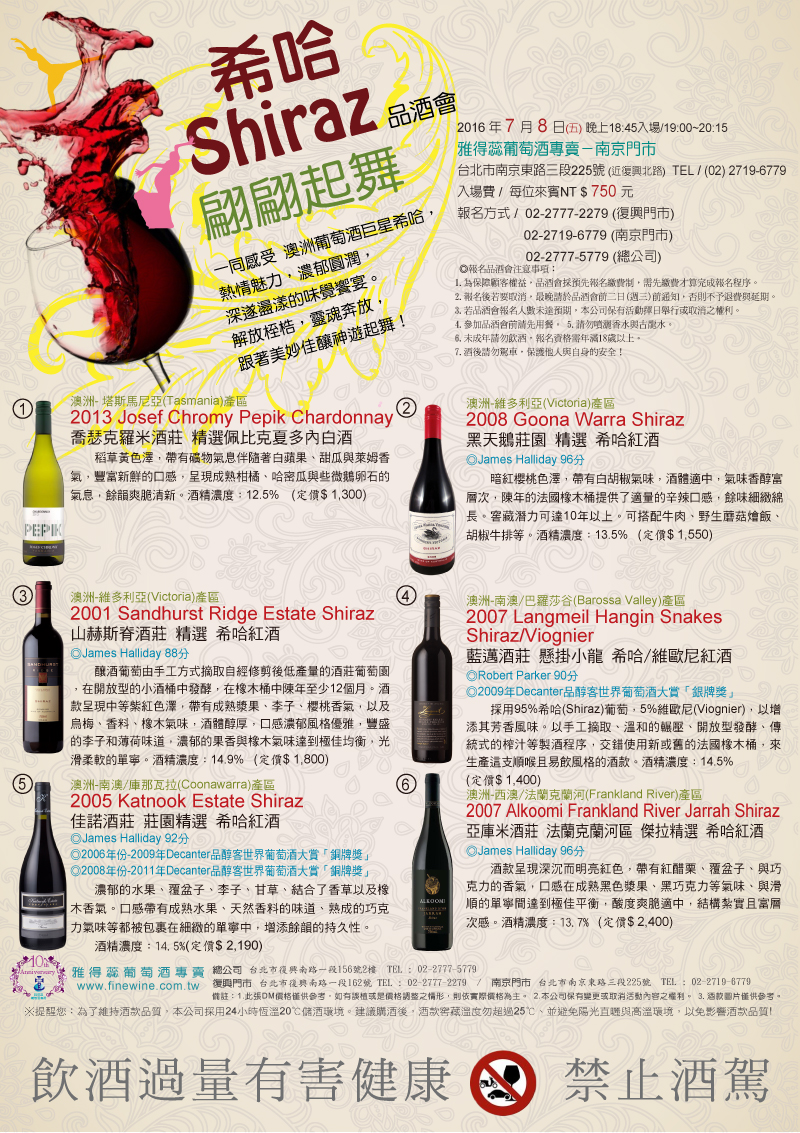 希哈
Shiraz 品酒會
翩翩起舞
一同感受 澳洲葡萄酒巨星希哈，
熱情魅力，濃郁圓潤，
深邃盪漾的味覺饗宴。
解放桎梏，靈魂奔放，
跟著美妙佳釀神遊起舞！
2016 年 7 月 8 日(五) 晚上18:45入場/19:00~20:15
雅得蕊葡萄酒專賣－南京門市
台北市南京東路三段225號 (近復興北路) TEL / (02) 2719-6779
入場費 / 每位來賓NT $ 750 元
報名方式 / 02-2777-2279 (復興門市)
02-2719-6779 (南京門市)
02-2777-5779 (總公司)
◎報名品酒會注意事項：
1.為保障顧客權益，品酒會採預先報名繳費制，需先繳費才算完成報名程序。
2.報名後若要取消，最晚請於品酒會前二日(週三)前通知，否則不予退費與延期。
3.若品酒會報名人數未達預期，本公司保有活動擇日舉行或取消之權利。
4.參加品酒會前請先用餐。 5.請勿噴灑香水與古龍水。
6.未成年請勿飲酒，報名資格需年滿18歲以上。
7.酒後請勿駕車，保護他人與自身的安全！
①
澳洲- 塔斯馬尼亞(Tasmania)產區
2013 Josef Chromy Pepik Chardonnay
喬瑟克羅米酒莊 精選佩比克夏多內白酒
稻草黃色澤，帶有礦物氣息伴隨著白蘋果、甜瓜與萊姆香
氣，豐富新鮮的口感，呈現成熟柑橘、哈密瓜與些微鵝卵石的
氣息，餘韻爽脆清新。酒精濃度：12.5% (定價$ 1,300)
PEPIK
②
澳洲-維多利亞(Victoria)產區
2008 Goona Warra Shiraz
黑天鵝莊園 精選 希哈紅酒
◎James Halliday 96分
暗紅櫻桃色澤，帶有白胡椒氣味，酒體適中，氣味香醇富
層次，陳年的法國橡木桶提供了適量的辛辣口感，餘味細緻綿
長。窖藏潛力可達10年以上。可搭配牛肉、野生蘑菇燴飯、
胡椒牛排等。酒精濃度：13.5% (定價$ 1,550)
③
澳洲-維多利亞(Victoria)產區
2001 Sandhurst Ridge Estate Shiraz
山赫斯脊酒莊 精選 希哈紅酒
◎James Halliday 88分
釀酒葡萄由手工方式摘取自經修剪後低產量的酒莊葡萄園
，在開放型的小酒桶中發酵，在橡木桶中陳年至少12個月。酒
款呈現中等紫紅色澤，帶有成熟漿果、李子、櫻桃香氣，以及
烏梅、香料、橡木氣味，酒體醇厚，口感濃郁風格優雅，豐盛
的李子和薄荷味道，濃郁的果香與橡木氣味達到極佳均衡，光
滑柔軟的單寧。酒精濃度：14.9% (定價$ 1,800)
④
澳洲-南澳/巴羅莎谷(Barossa Valley)產區
2007 Langmeil Hangin Snakes
Shiraz/Viognier
藍邁酒莊 懸掛小龍 希哈/維歐尼紅酒
◎Robert Parker 90分
◎2009年Decanter品醇客世界葡萄酒大賞「銀牌獎」
採用95%希哈(Shiraz)葡萄，5%維歐尼(Viognier)，以增
添其芳香風味。以手工摘取、溫和的輾壓、開放型發酵、傳
統式的榨汁等製酒程序，交錯使用新或舊的法國橡木桶，來
生產這支順喉且易飲風格的酒款。酒精濃度：14.5%
(定價$ 1,400)
⑤
澳洲-南澳/庫那瓦拉(Coonawarra)產區
2005 Katnook Estate Shiraz
佳諾酒莊 莊園精選 希哈紅酒
◎James Halliday 92分
◎2006年份-2009年Decanter品醇客世界葡萄酒大賞「銅牌獎」
◎2008年份-2011年Decanter品醇客世界葡萄酒大賞「銅牌獎」
濃郁的水果、覆盆子、李子、甘草、結合了香草以及橡
木香氣。口感帶有成熟水果、天然香料的味道、熟成的巧克
力氣味等都被包裹在細緻的單寧中，增添餘韻的持久性。
酒精濃度：14.5%(定價$ 2,190)
⑥
澳洲-西澳/法蘭克蘭河(Frankland River)產區
2007 Alkoomi Frankland River Jarrah Shiraz
亞庫米酒莊 法蘭克蘭河區 傑拉精選 希哈紅酒
◎James Halliday 96分
酒款呈現深沉而明亮紅色，帶有紅醋栗、覆盆子、與巧
克力的香氣，口感在成熟黑色漿果、黑巧克力等氣味、與滑
順的單寧間達到極佳平衡，酸度爽脆適中，結構紮實且富層
次感。酒精濃度：13.7% (定價$ 2,400)
ALKOOMI
10th
Anniversary
雅得蕊葡萄酒專賣
www.finewine.com.tw
總公司 台北市復興南路一段156號2樓 TEL : 02-2777-5779
復興門市 台北市復興南路一段162號 TEL : 02-2777-2279 / 南京門市 台北市南京東路三段225號 TEL : 02-2719-6779
備註：1.此張DM價格僅供參考，如有誤植或是價格調整之情形，則依實際價格為主。 2.本公司保有變更或取消活動內容之權利。 3.酒款圖片僅供參考。
※提醒您：為了維持酒款品質，本公司採用24小時恆溫20℃儲酒環境。建議購酒後，酒款窖藏溫度勿超過25℃、並避免陽光直曬與高溫環境，以免影響酒款品質!
飲酒過量有害健康 禁止酒駕